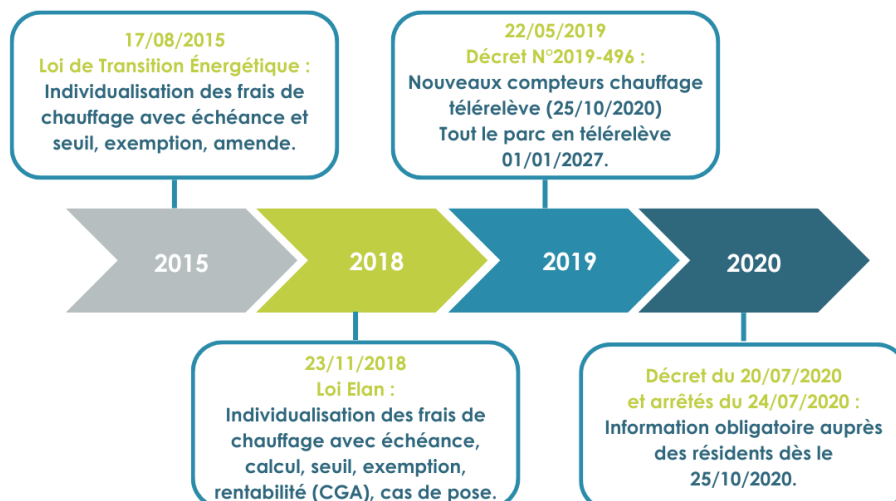 17/08/2015
Loi de Transition Énergétique :
Individualisation des frais de
chauffage avec échéance et
seuil, exemption, amende.
22/05/2019
Décret N°2019-496 :
Nouveaux compteurs chauffage
télérelève (25/10/2020)
Tout le parc en télérelève
01/01/2027.
2015
2018
2019
2020
23/11/2018
Loi Elan :
Individualisation des frais de
chauffage avec échéance,
calcul, seuil, exemption,
rentabilité (CGA), cas de pose.
Décret du 20/07/2020
et arrêtés du 24/07/2020 :
Information obligatoire auprès
des résidents dès le
25/10/2020.